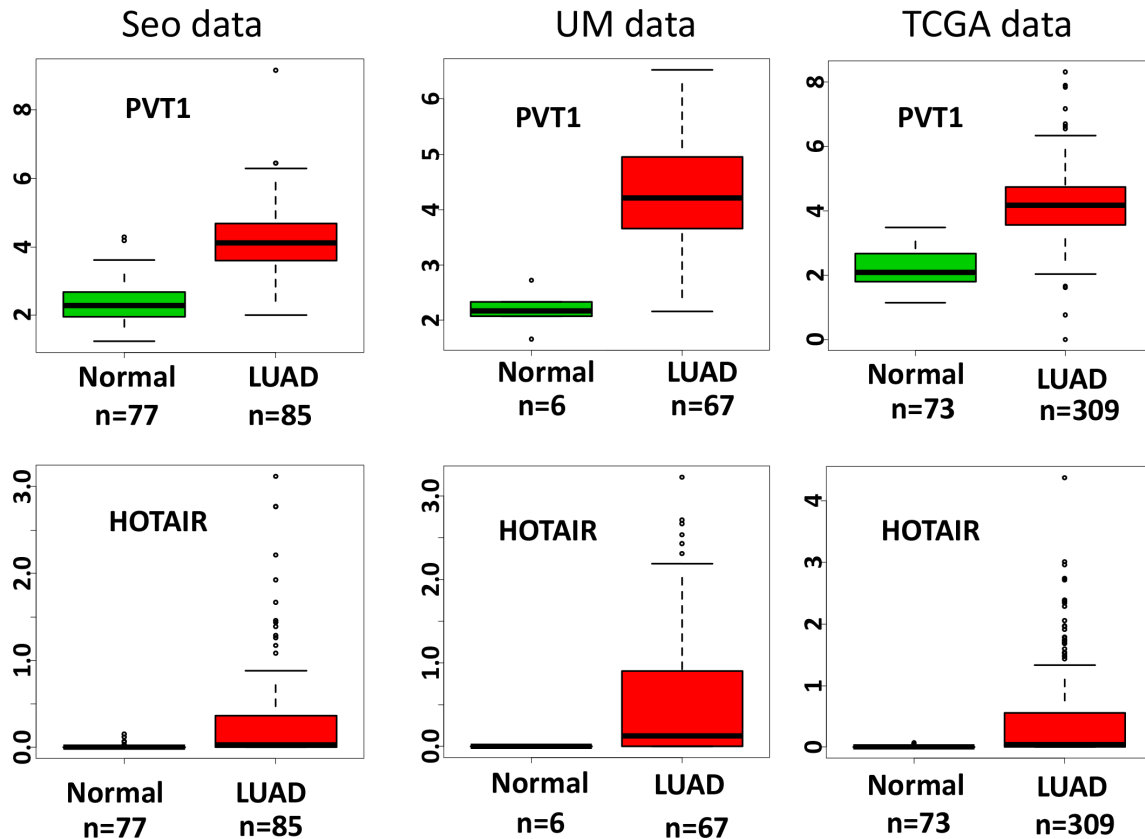 Seo data
UM data
TCGA data
PVT1
8
6
4
2
Normal
LUAD
n=77
n=85
PVT1
6
5
4
3
2
Normal
LUAD
n=6
n=67
PVT1
8
6
4
2
0
Normal
LUAD
n=73
n=309
HOTAIR
3.0
2.0
1.0
0.0
Normal
LUAD
n=77
n=85
HOTAIR
3.0
2.0
1.0
0.0
Normal
LUAD
n=6
n=67
HOTAIR
4
3
2
1
0
Normal
LUAD
n=73
n=309